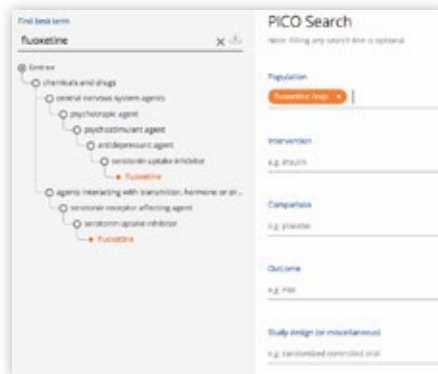 Find best term
fluoxetine
Emtree
chemicals and drugs
central nervous system agents
psychotropic agent
psychostimulant agent
antidepressant agent
serotonin uptake inhibitor
fluoxetine
agents interacting with transmitter, hormone or dr...
serotonin receptor affecting agent
serotonin uptake inhibitor
fluoxetine
PICO Search
Note: Filling any search line is optional
Population
fluoxetine /exp
Intervention
e.g. insulin
Comparison
e.g. placebo
Outcome
e.g.
Study design (or miscellaneous)
e.g. randomized controlled trial